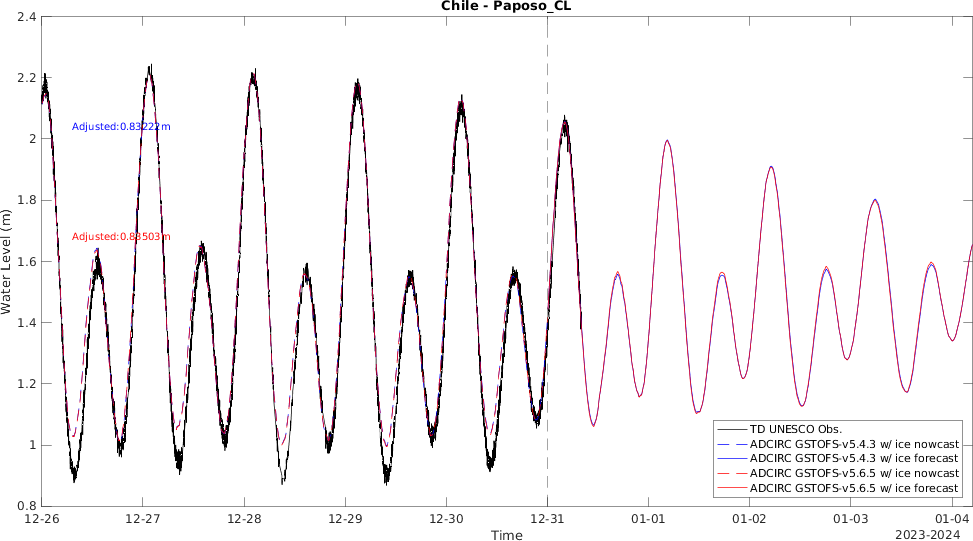 Chile - Paposo_CL
2.4
2.2
2
1.8
1.6
1.4
1.2
1
0.8
Water Level (m)
Adjusted:0.83222m
Adjusted:0.83503m
TD UNESCO Obs.
ADCIRC GSTOFS-v5.4.3 w/ ice nowcast
ADCIRC GSTOFS-v5.4.3 w/ ice forecast
ADCIRC GSTOFS-v5.6.5 w/ ice nowcast
ADCIRC GSTOFS-v5.6.5 w/ ice forecast
12-26 12-27 12-28 12-29 12-30 12-31 01-01 01-02 01-03 01-04
Time
2023-2024